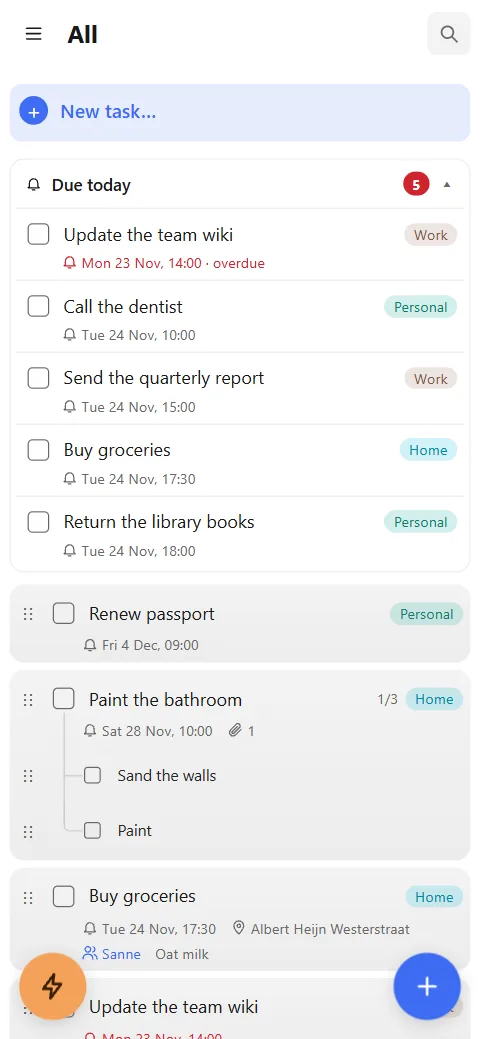 All
New task...
Due today 5
Update the team wiki Work
Mon 23 Nov, 14:00 · overdue
Call the dentist Personal
Tue 24 Nov, 10:00
Send the quarterly report Work
Tue 24 Nov, 15:00
Buy groceries Home
Tue 24 Nov, 17:30
Return the library books Personal
Tue 24 Nov, 18:00
Renew passport Personal
Fri 4 Dec, 09:00
Paint the bathroom 1/3 Home
Sat 28 Nov, 10:00 1
Sand the walls
Paint
Buy groceries Home
Tue 24 Nov, 17:30 Albert Heijn Westerstraat
Sanne Oat milk
Update the team wiki
Mon 23 Nov, 14:00